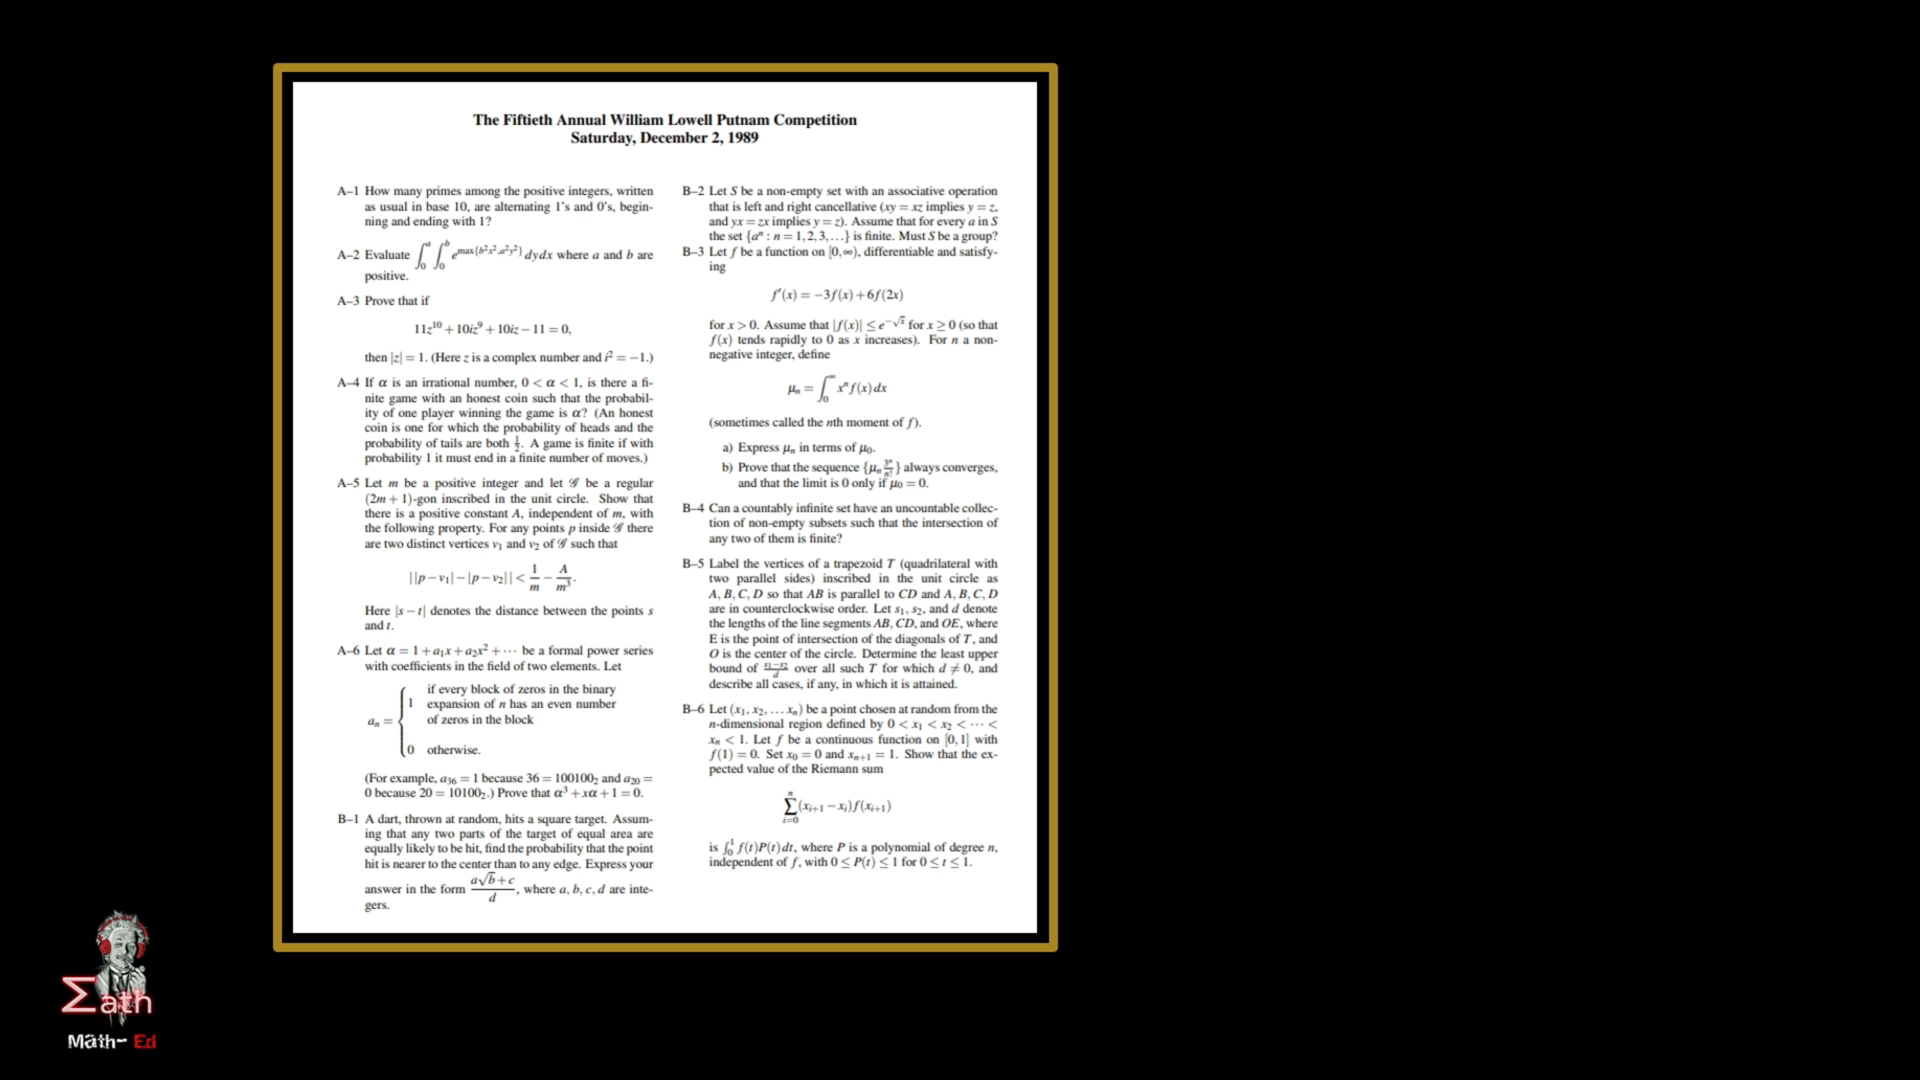 The Fiftieth Annual William Lowell Putnam Competition
Saturday, December 2, 1989
A–1 How many primes among the positive integers, written
as usual in base 10, are alternating 1's and 0's, begin-
ning and ending with 1?
A–2 Evaluate ∫₀ᵃ ∫₀ᵇ e^{max{b²x²,a²y²}} dy dx where a and b are
positive.
A–3 Prove that if
11z¹⁰ + 10iz⁹ + 10iz − 11 = 0,
then |z| = 1. (Here z is a complex number and i² = −1.)
A–4 If α is an irrational number, 0 < α < 1, is there a fi-
nite game with an honest coin such that the probabil-
ity of one player winning the game is α? (An honest
coin is one for which the probability of heads and the
probability of tails are both 1/2. A game is finite if with
probability 1 it must end in a finite number of moves.)
A–5 Let m be a positive integer and let 𝒢 be a regular
(2m + 1)-gon inscribed in the unit circle. Show that
there is a positive constant A, independent of m, with
the following property. For any points p inside 𝒢 there
are two distinct vertices v₁ and v₂ of 𝒢 such that
||p − v₁| − |p − v₂|| < 1/m − A/m³.
Here |s − t| denotes the distance between the points s
and t.
A–6 Let α = 1 + a₁x + a₂x² + ··· be a formal power series
with coefficients in the field of two elements. Let
if every block of zeros in the binary
aₙ = { 1 expansion of n has an even number
of zeros in the block
0 otherwise.
(For example, a₃₆ = 1 because 36 = 100100₂ and a₂₀ =
0 because 20 = 10100₂.) Prove that α³ + xα + 1 = 0.
B–1 A dart, thrown at random, hits a square target. Assum-
ing that any two parts of the target of equal area are
equally likely to be hit, find the probability that the point
hit is nearer to the center than to any edge. Express your
answer in the form (a√b + c)/d, where a, b, c, d are inte-
gers.
B–2 Let S be a non-empty set with an associative operation
that is left and right cancellative (xy = xz implies y = z,
and yx = zx implies y = z). Assume that for every a in S
the set {aⁿ : n = 1, 2, 3, ...} is finite. Must S be a group?
B–3 Let f be a function on [0, ∞), differentiable and satisfy-
ing
f′(x) = −3f(x) + 6f(2x)
for x > 0. Assume that |f(x)| ≤ e^{−√x} for x ≥ 0 (so that
f(x) tends rapidly to 0 as x increases). For n a non-
negative integer, define
μₙ = ∫₀^∞ xⁿ f(x) dx
(sometimes called the nth moment of f).
a) Express μₙ in terms of μ₀.
b) Prove that the sequence {μₙ 3ⁿ/n!} always converges,
and that the limit is 0 only if μ₀ = 0.
B–4 Can a countably infinite set have an uncountable collec-
tion of non-empty subsets such that the intersection of
any two of them is finite?
B–5 Label the vertices of a trapezoid T (quadrilateral with
two parallel sides) inscribed in the unit circle as
A, B, C, D so that AB is parallel to CD and A, B, C, D
are in counterclockwise order. Let s₁, s₂, and d denote
the lengths of the line segments AB, CD, and OE, where
E is the point of intersection of the diagonals of T, and
O is the center of the circle. Determine the least upper
bound of (s₁−s₂)/d over all such T for which d ≠ 0, and
describe all cases, if any, in which it is attained.
B–6 Let (x₁, x₂, ... xₙ) be a point chosen at random from the
n-dimensional region defined by 0 < x₁ < x₂ < ··· <
xₙ < 1. Let f be a continuous function on [0, 1] with
f(1) = 0. Set x₀ = 0 and xₙ₊₁ = 1. Show that the ex-
pected value of the Riemann sum
∑ᵢ₌₀ⁿ (xᵢ₊₁ − xᵢ) f(xᵢ₊₁)
is ∫₀¹ f(t)P(t) dt, where P is a polynomial of degree n,
independent of f, with 0 ≤ P(t) ≤ 1 for 0 ≤ t ≤ 1.
Σath
Math- Ed